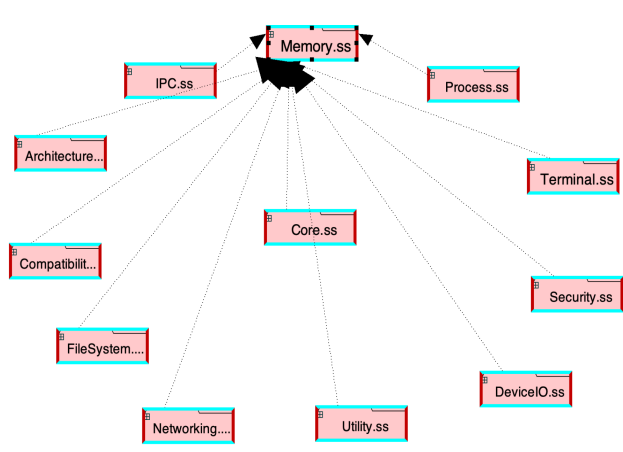 Memory.ss
IPC.ss
Process.ss
Architecture...
Terminal.ss
Core.ss
Compatibilit...
Security.ss
FileSystem....
DeviceIO.ss
Networking....
Utility.ss